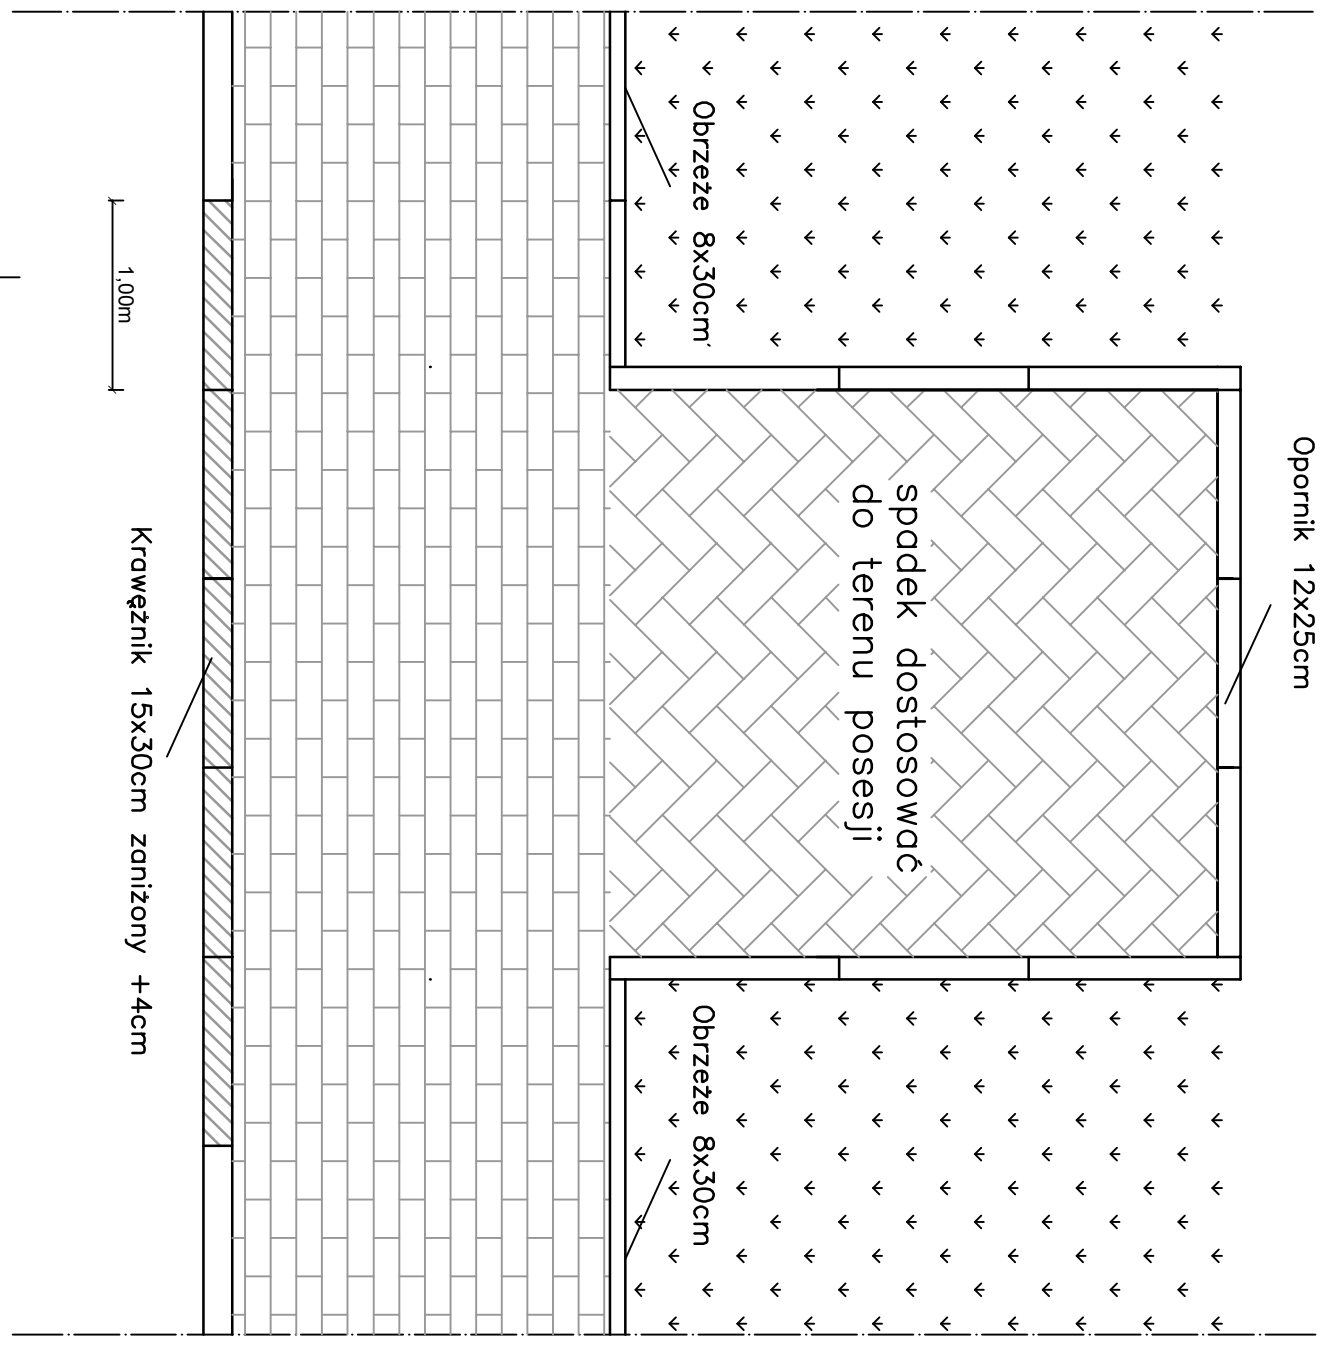 Opornik 12x25cm
spadek dostosować
do terenu posesji
Obrzeże 8x30cm
Obrzeże 8x30cm
Krawężnik 15x30cm zaniżony +4cm
1,00m